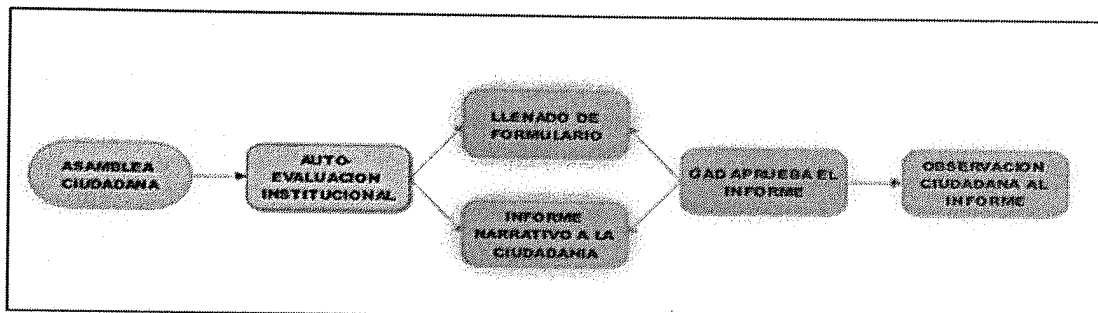 ASAMBLEA
CIUDADANA
AUTO-
EVALUACION
INSTITUCIONAL
LLENADO DE
FORMULARIO
INFORME
NARRATIVO A LA
CIUDADANIA
GAD APRUEBA EL
INFORME
OBSERVACION
CIUDADANA AL
INFORME